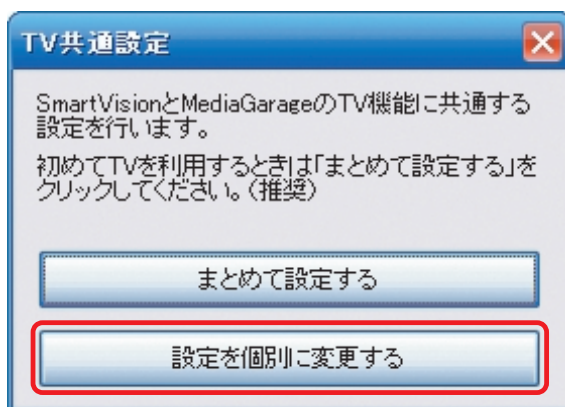 TV共通設定
SmartVisionとMediaGarageのTV機能に共通する
設定を行います。
初めてTVを利用するときは「まとめて設定する」を
クリックしてください。（推奨）
まとめて設定する
設定を個別に変更する